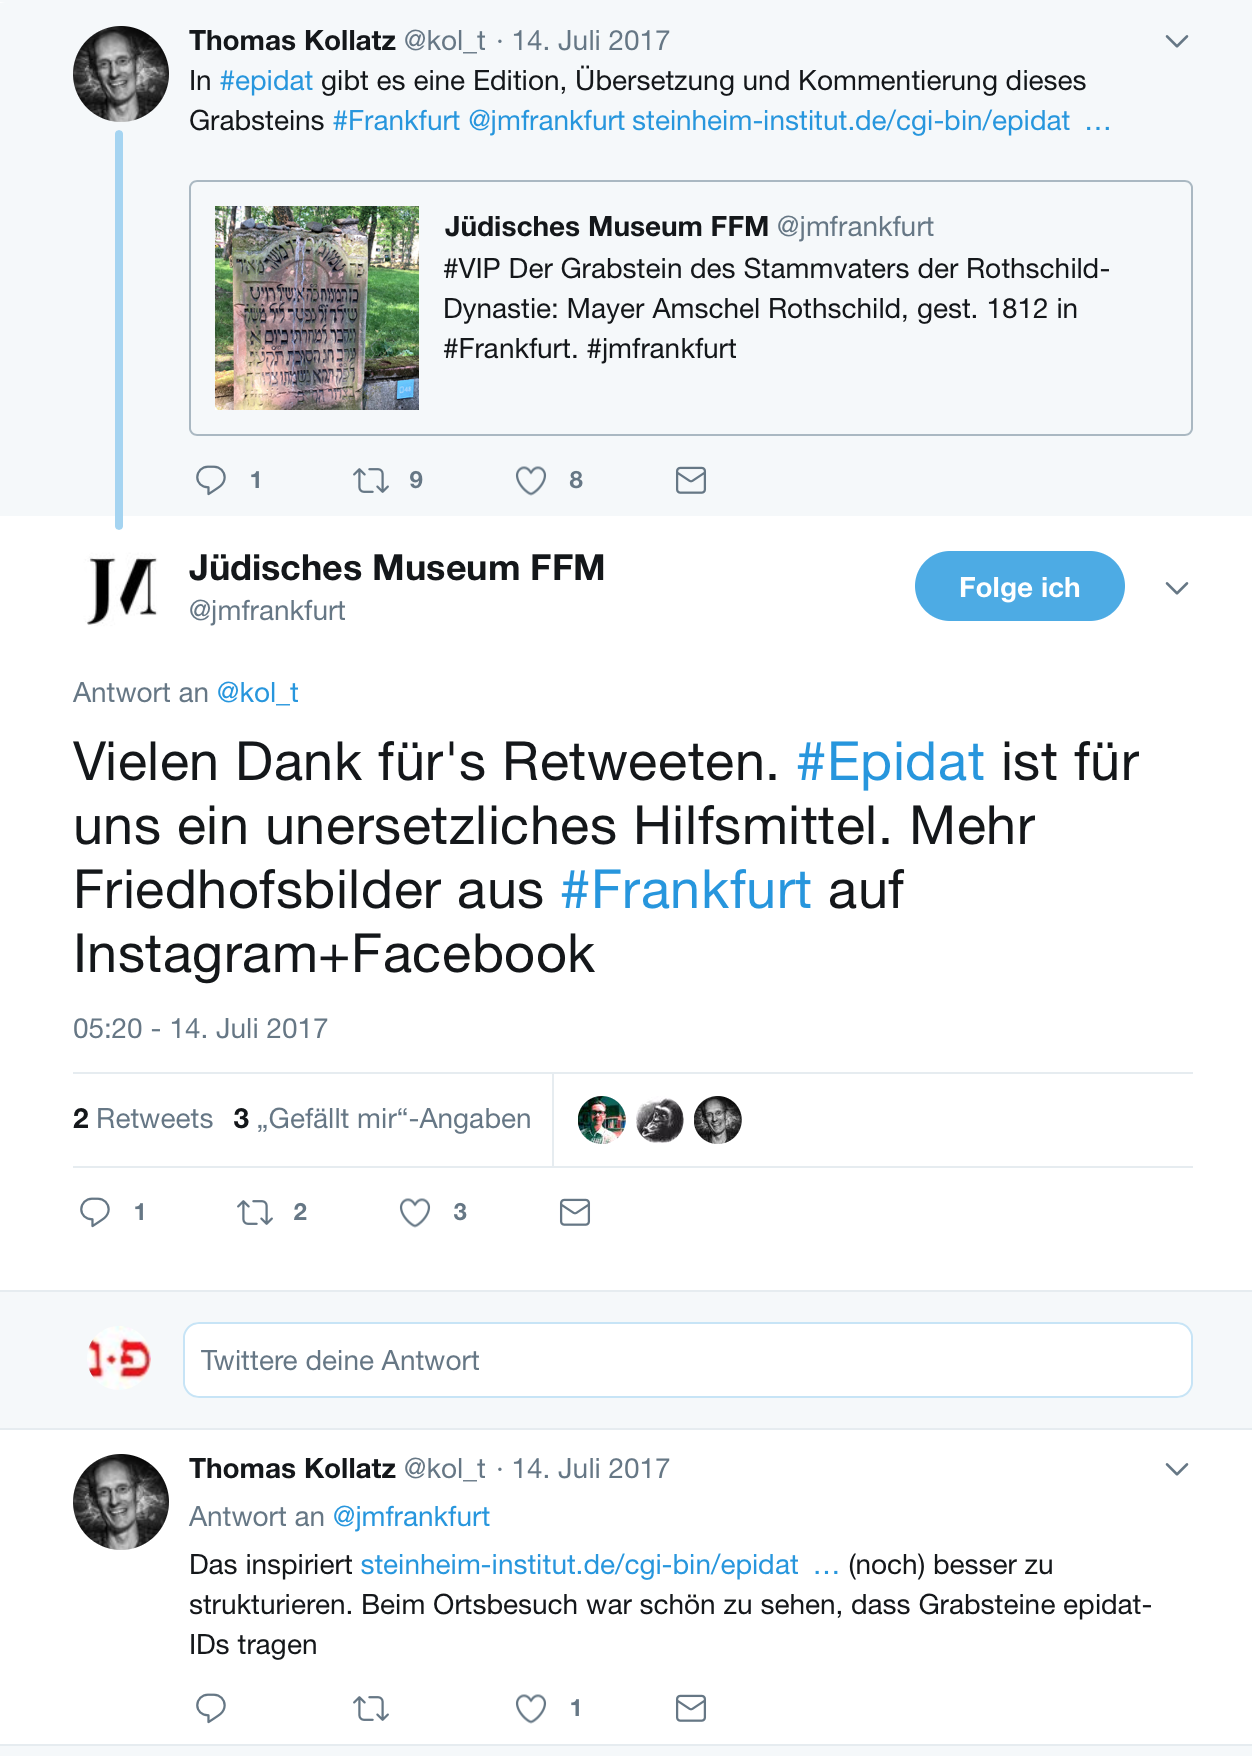 Thomas Kollatz @kol_t · 14. Juli 2017
In #epidat gibt es eine Edition, Übersetzung und Kommentierung dieses
Grabsteins #Frankfurt @jmfrankfurt steinheim-institut.de/cgi-bin/epidat …
Jüdisches Museum FFM @jmfrankfurt
#VIP Der Grabstein des Stammvaters der Rothschild-
Dynastie: Mayer Amschel Rothschild, gest. 1812 in
#Frankfurt. #jmfrankfurt
1 9 8
JM
Jüdisches Museum FFM
@jmfrankfurt
Folge ich
Antwort an @kol_t
Vielen Dank für's Retweeten. #Epidat ist für
uns ein unersetzliches Hilfsmittel. Mehr
Friedhofsbilder aus #Frankfurt auf
Instagram+Facebook
05:20 - 14. Juli 2017
2 Retweets 3 „Gefällt mir“-Angaben
1 2 3
פ·נ
Twittere deine Antwort
Thomas Kollatz @kol_t · 14. Juli 2017
Antwort an @jmfrankfurt
Das inspiriert steinheim-institut.de/cgi-bin/epidat … (noch) besser zu
strukturieren. Beim Ortsbesuch war schön zu sehen, dass Grabsteine epidat-
IDs tragen
1